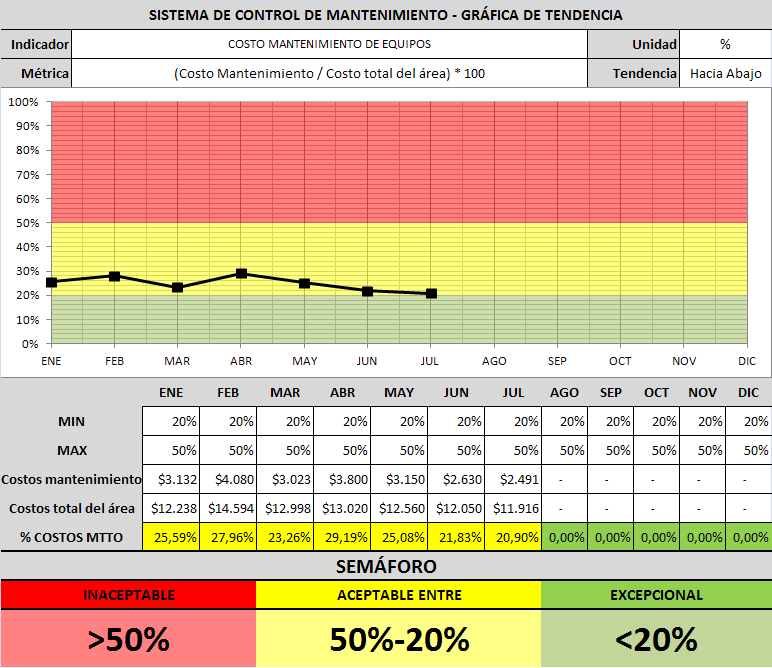 SISTEMA DE CONTROL DE MANTENIMIENTO - GRÁFICA DE TENDENCIA
Indicador COSTO MANTENIMIENTO DE EQUIPOS Unidad %
Métrica (Costo Mantenimiento / Costo total del área) * 100 Tendencia Hacia Abajo
100%
90%
80%
70%
60%
50%
40%
30%
20%
10%
0%
ENE FEB MAR ABR MAY JUN JUL AGO SEP OCT NOV DIC
ENE FEB MAR ABR MAY JUN JUL AGO SEP OCT NOV DIC
MIN 20% 20% 20% 20% 20% 20% 20% 20% 20% 20% 20% 20%
MAX 50% 50% 50% 50% 50% 50% 50% 50% 50% 50% 50% 50%
Costos mantenimiento $3.132 $4.080 $3.023 $3.800 $3.150 $2.630 $2.491 - - - - -
Costos total del área $12.238 $14.594 $12.998 $13.020 $12.560 $12.050 $11.916 - - - - -
% COSTOS MTTO 25,59% 27,96% 23,26% 29,19% 25,08% 21,83% 20,90% 0,00% 0,00% 0,00% 0,00% 0,00%
SEMÁFORO
INACEPTABLE ACEPTABLE ENTRE EXCEPCIONAL
>50% 50%-20% <20%